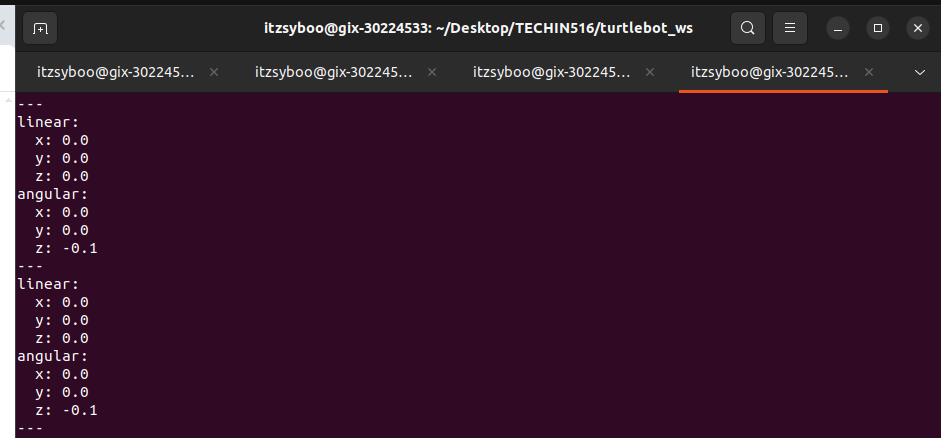 itzsyboo@gix-30224533: ~/Desktop/TECHIN516/turtlebot_ws
itzsyboo@gix-302245... × itzsyboo@gix-302245... × itzsyboo@gix-302245... × itzsyboo@gix-302245... ×
---
linear:
  x: 0.0
  y: 0.0
  z: 0.0
angular:
  x: 0.0
  y: 0.0
  z: -0.1
---
linear:
  x: 0.0
  y: 0.0
  z: 0.0
angular:
  x: 0.0
  y: 0.0
  z: -0.1
---